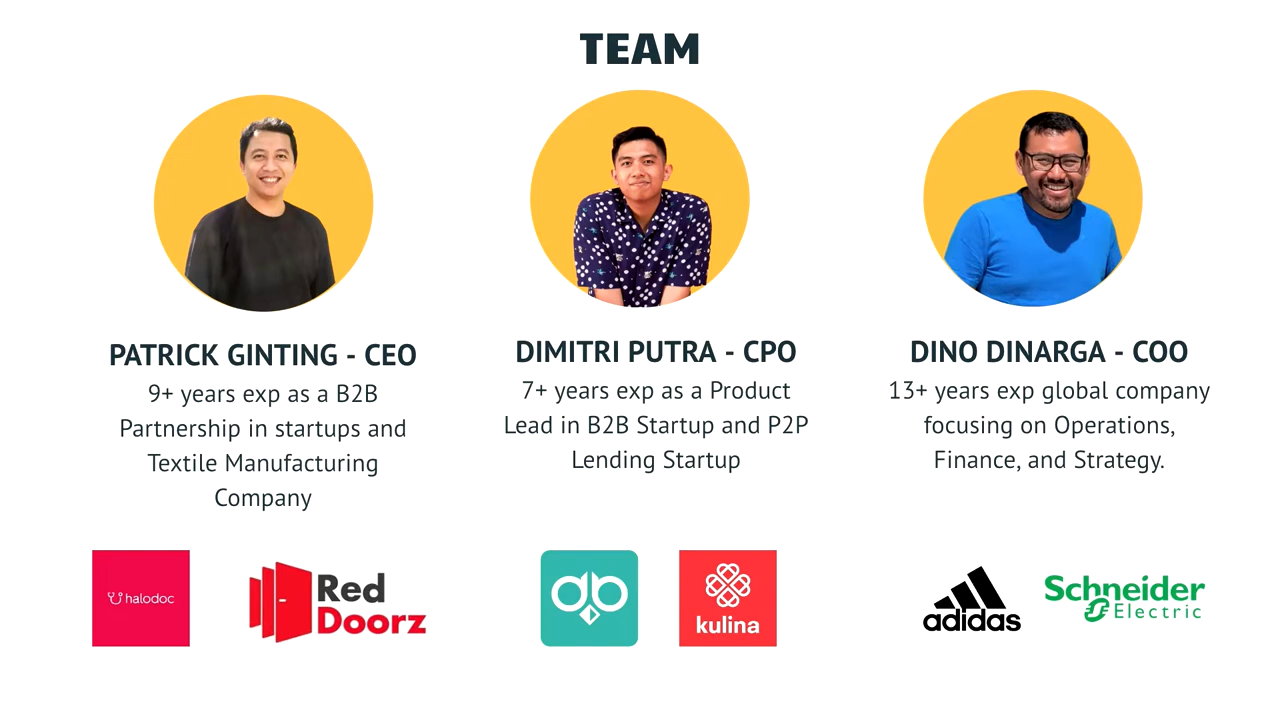 TEAM
PATRICK GINTING - CEO
9+ years exp as a B2B
Partnership in startups and
Textile Manufacturing
Company
halodoc
Red
Doorz
DIMITRI PUTRA - CPO
7+ years exp as a Product
Lead in B2B Startup and P2P
Lending Startup
kulina
DINO DINARGA - COO
13+ years exp global company
focusing on Operations,
Finance, and Strategy.
adidas
Schneider
Electric